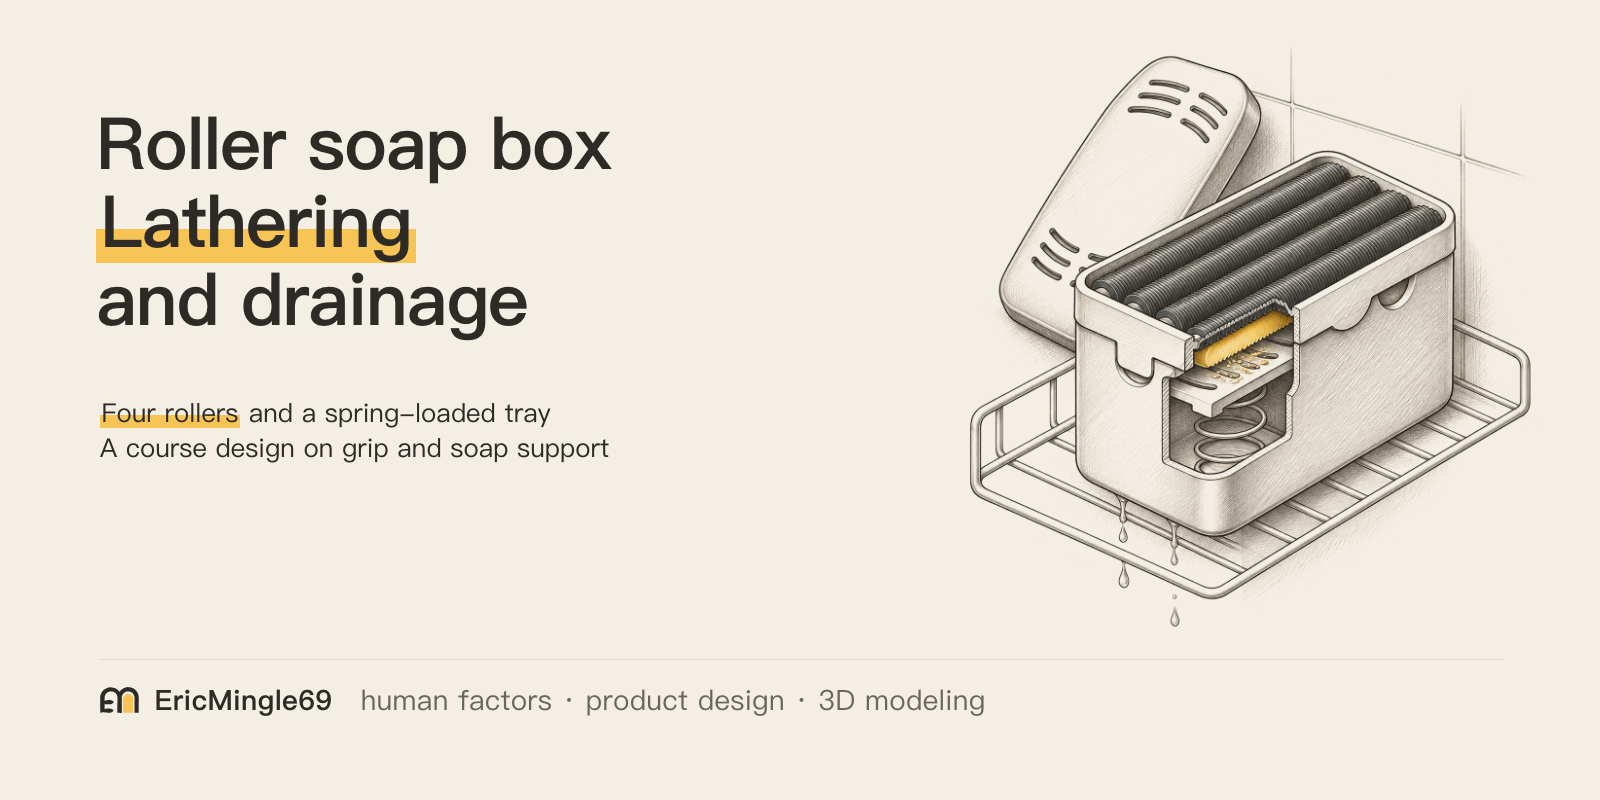 Roller soap box
Lathering
and drainage
Four rollers and a spring–loaded tray
A course design on grip and soap support
EricMingle69 human factors · product design · 3D modeling